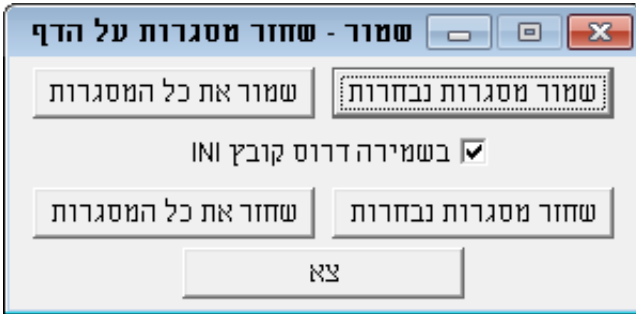 שמור - שחזר מסגרות על הדף
שמור מסגרות נבחרות שמור את כל המסגרות
בשמירה דרוס קובץ INI
שחזר מסגרות נבחרות שחזר את כל המסגרות
צא